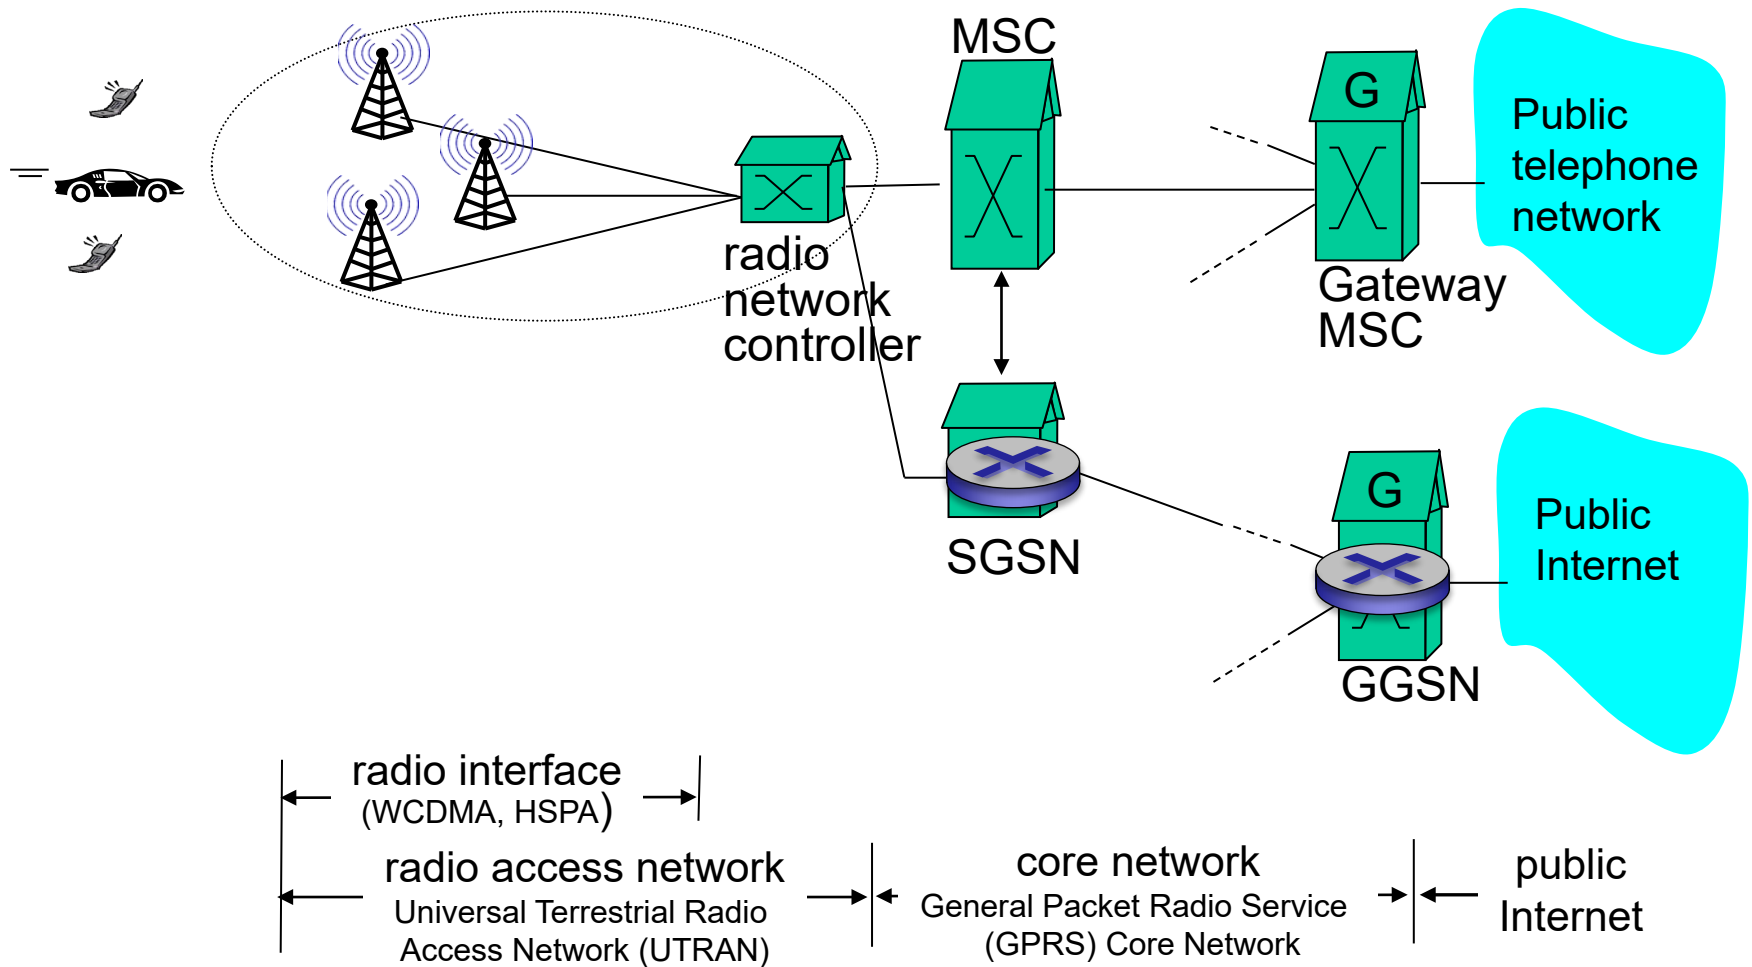 MSC
G
Public
telephone
network
radio
network
controller
Gateway
MSC
G
Public
Internet
SGSN
GGSN
radio interface
(WCDMA, HSPA)
radio access network
Universal Terrestrial Radio
Access Network (UTRAN)
core network
General Packet Radio Service
(GPRS) Core Network
public
Internet